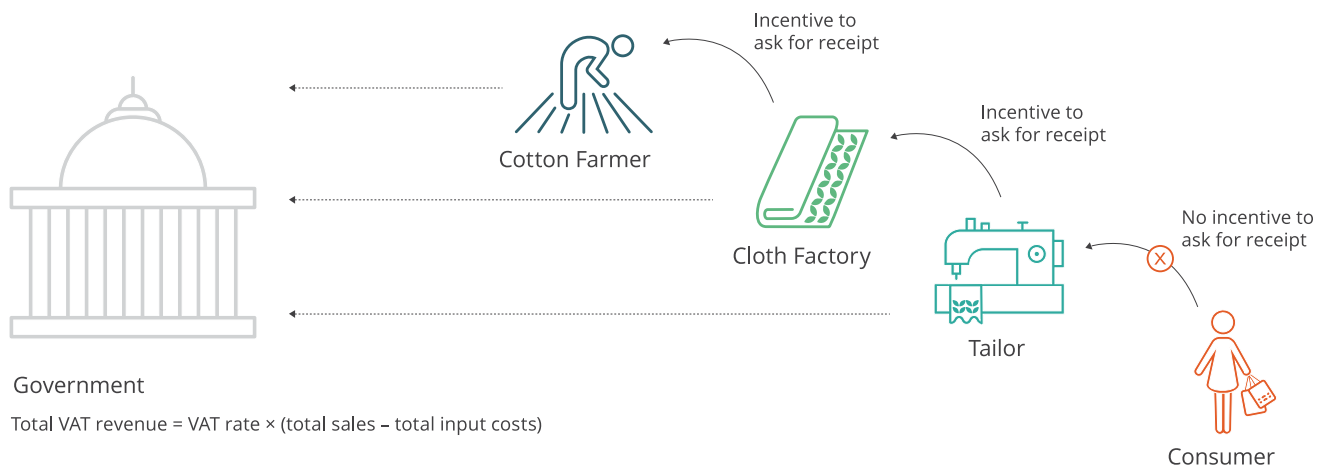 Incentive to
ask for receipt
Cotton Farmer
Incentive to
ask for receipt
Cloth Factory
No incentive to
ask for receipt
X
Tailor
Government
Total VAT revenue = VAT rate × (total sales – total input costs)
Consumer